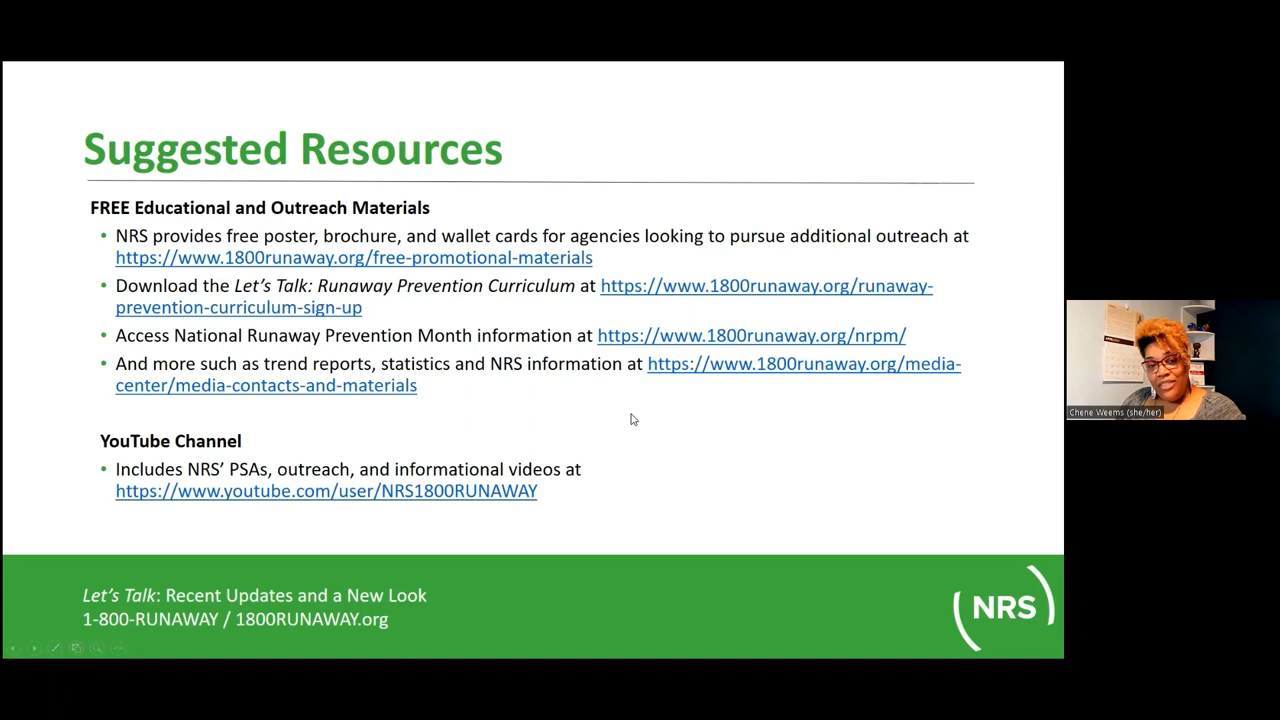 Suggested Resources
FREE Educational and Outreach Materials
• NRS provides free poster, brochure, and wallet cards for agencies looking to pursue additional outreach at
https://www.1800runaway.org/free-promotional-materials
• Download the Let's Talk: Runaway Prevention Curriculum at https://www.1800runaway.org/runaway-
prevention-curriculum-sign-up
• Access National Runaway Prevention Month information at https://www.1800runaway.org/nrpm/
• And more such as trend reports, statistics and NRS information at https://www.1800runaway.org/media-
center/media-contacts-and-materials
YouTube Channel
• Includes NRS' PSAs, outreach, and informational videos at
https://www.youtube.com/user/NRS1800RUNAWAY
Let's Talk: Recent Updates and a New Look
1-800-RUNAWAY / 1800RUNAWAY.org
NRS
Weems (she/her)